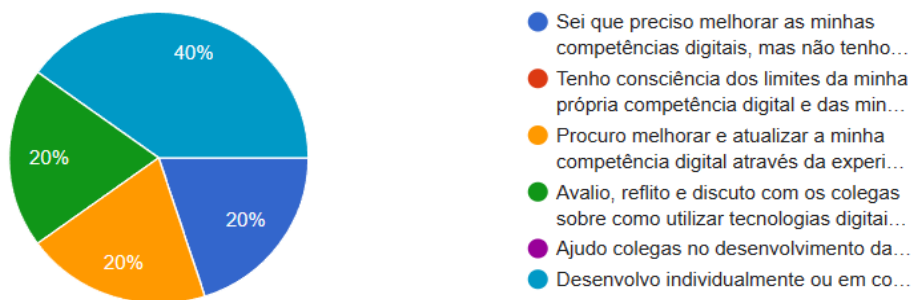 40%
20%
20%
20%
Sei que preciso melhorar as minhas
competências digitais, mas não tenho…
Tenho consciência dos limites da minha
própria competência digital e das min…
Procuro melhorar e atualizar a minha
competência digital através da experi…
Avalio, reflito e discuto com os colegas
sobre como utilizar tecnologias digitai…
Ajudo colegas no desenvolvimento da…
Desenvolvo individualmente ou em co…